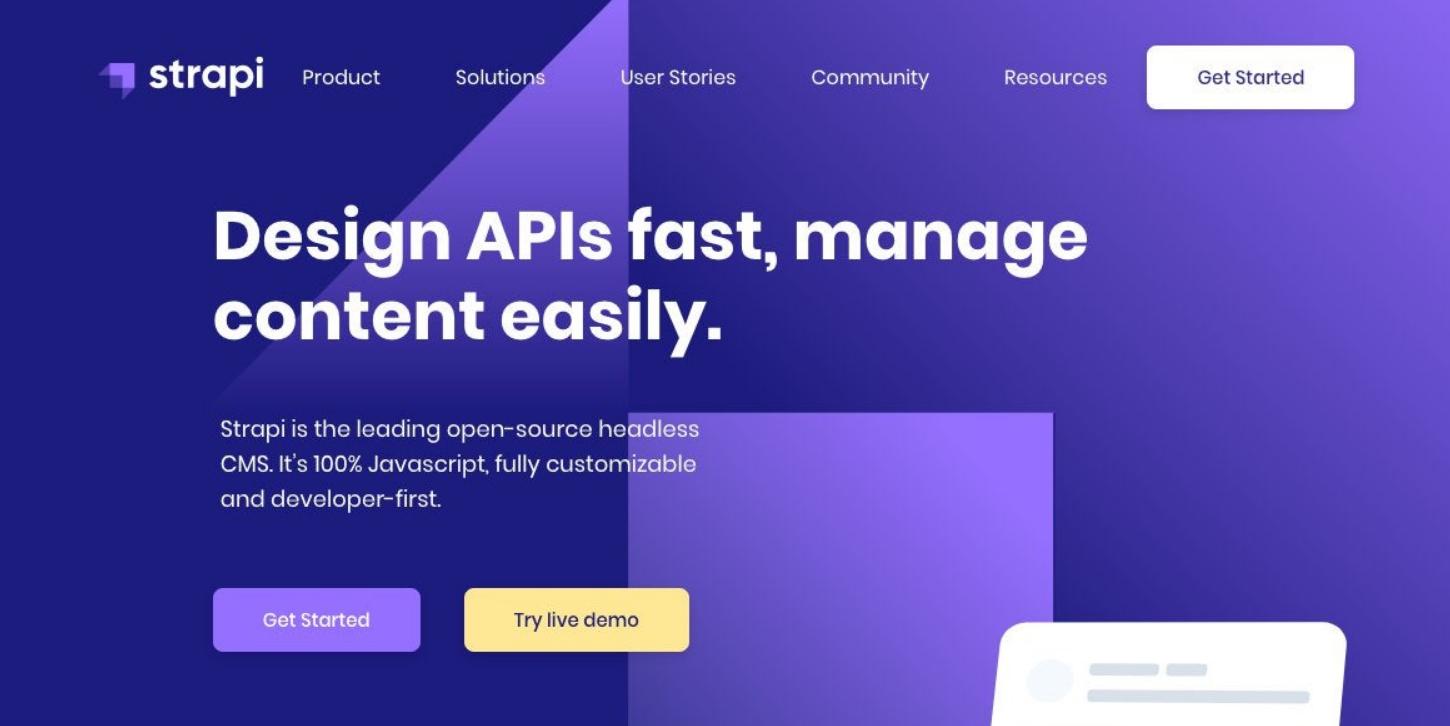 strapi
Product
Solutions
User Stories
Community
Resources
Get Started
Design APIs fast, manage
content easily.
Strapi is the leading open-source headless
CMS. It's 100% Javascript, fully customizable
and developer-first.
Get Started
Try live demo